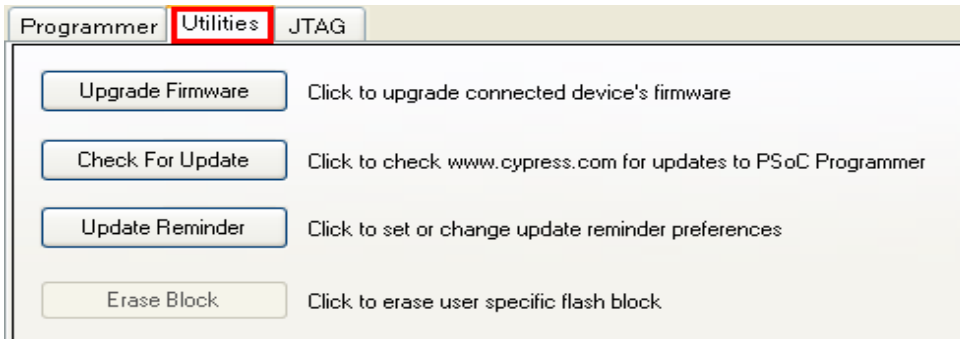 Programmer Utilities JTAG
Upgrade Firmware Click to upgrade connected device's firmware
Check For Update Click to check www.cypress.com for updates to PSoC Programmer
Update Reminder Click to set or change update reminder preferences
Erase Block Click to erase user specific flash block